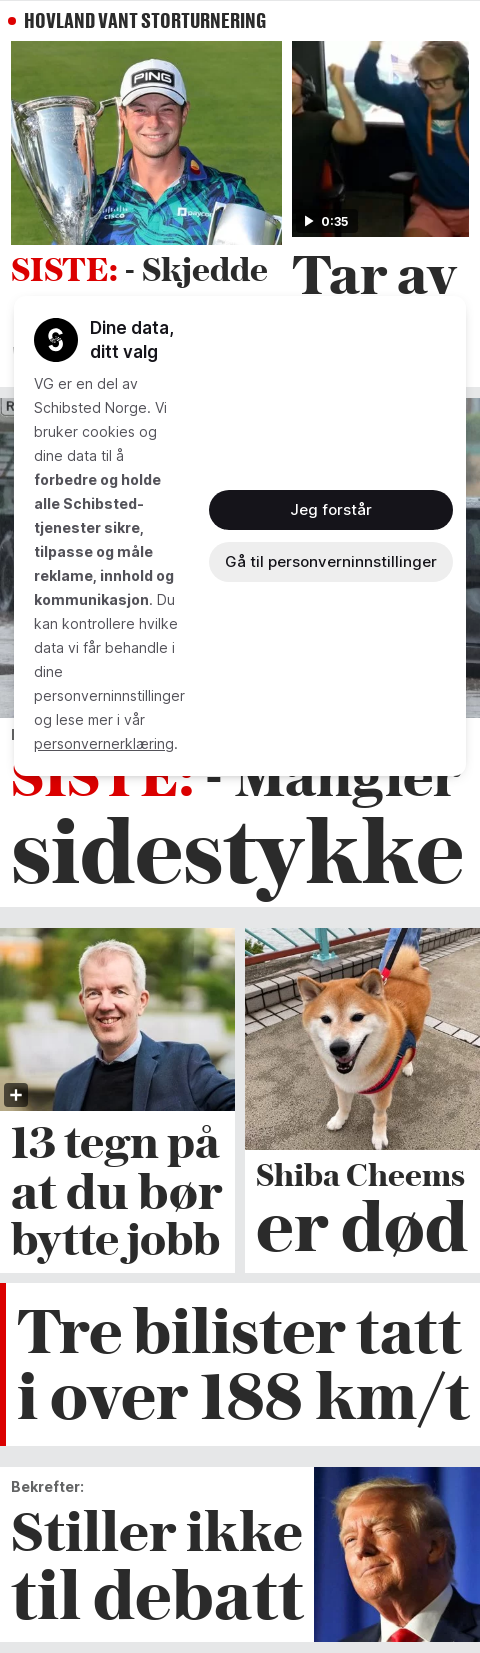 HOVLAND VANT STORTURNERING
PING
cisco
0:35
SISTE: - Skjedde
Tar av
Dine data,
ditt valg
VG er en del av
Schibsted Norge. Vi
bruker cookies og
dine data til å
forbedre og holde
alle Schibsted-
tjenester sikre,
tilpasse og måle
reklame, innhold og
kommunikasjon. Du
kan kontrollere hvilke
data vi får behandle i
dine
personverninnstillinger
og lese mer i vår
personvernerklæring.
Jeg forstår
Gå til personverninnstillinger
SISTE: - Mangler
sidestykke
13 tegn på
at du bør
bytte jobb
Shiba Cheems
er død
Tre bilister tatt
i over 188 km/t
Bekrefter:
Stiller ikke
til debatt